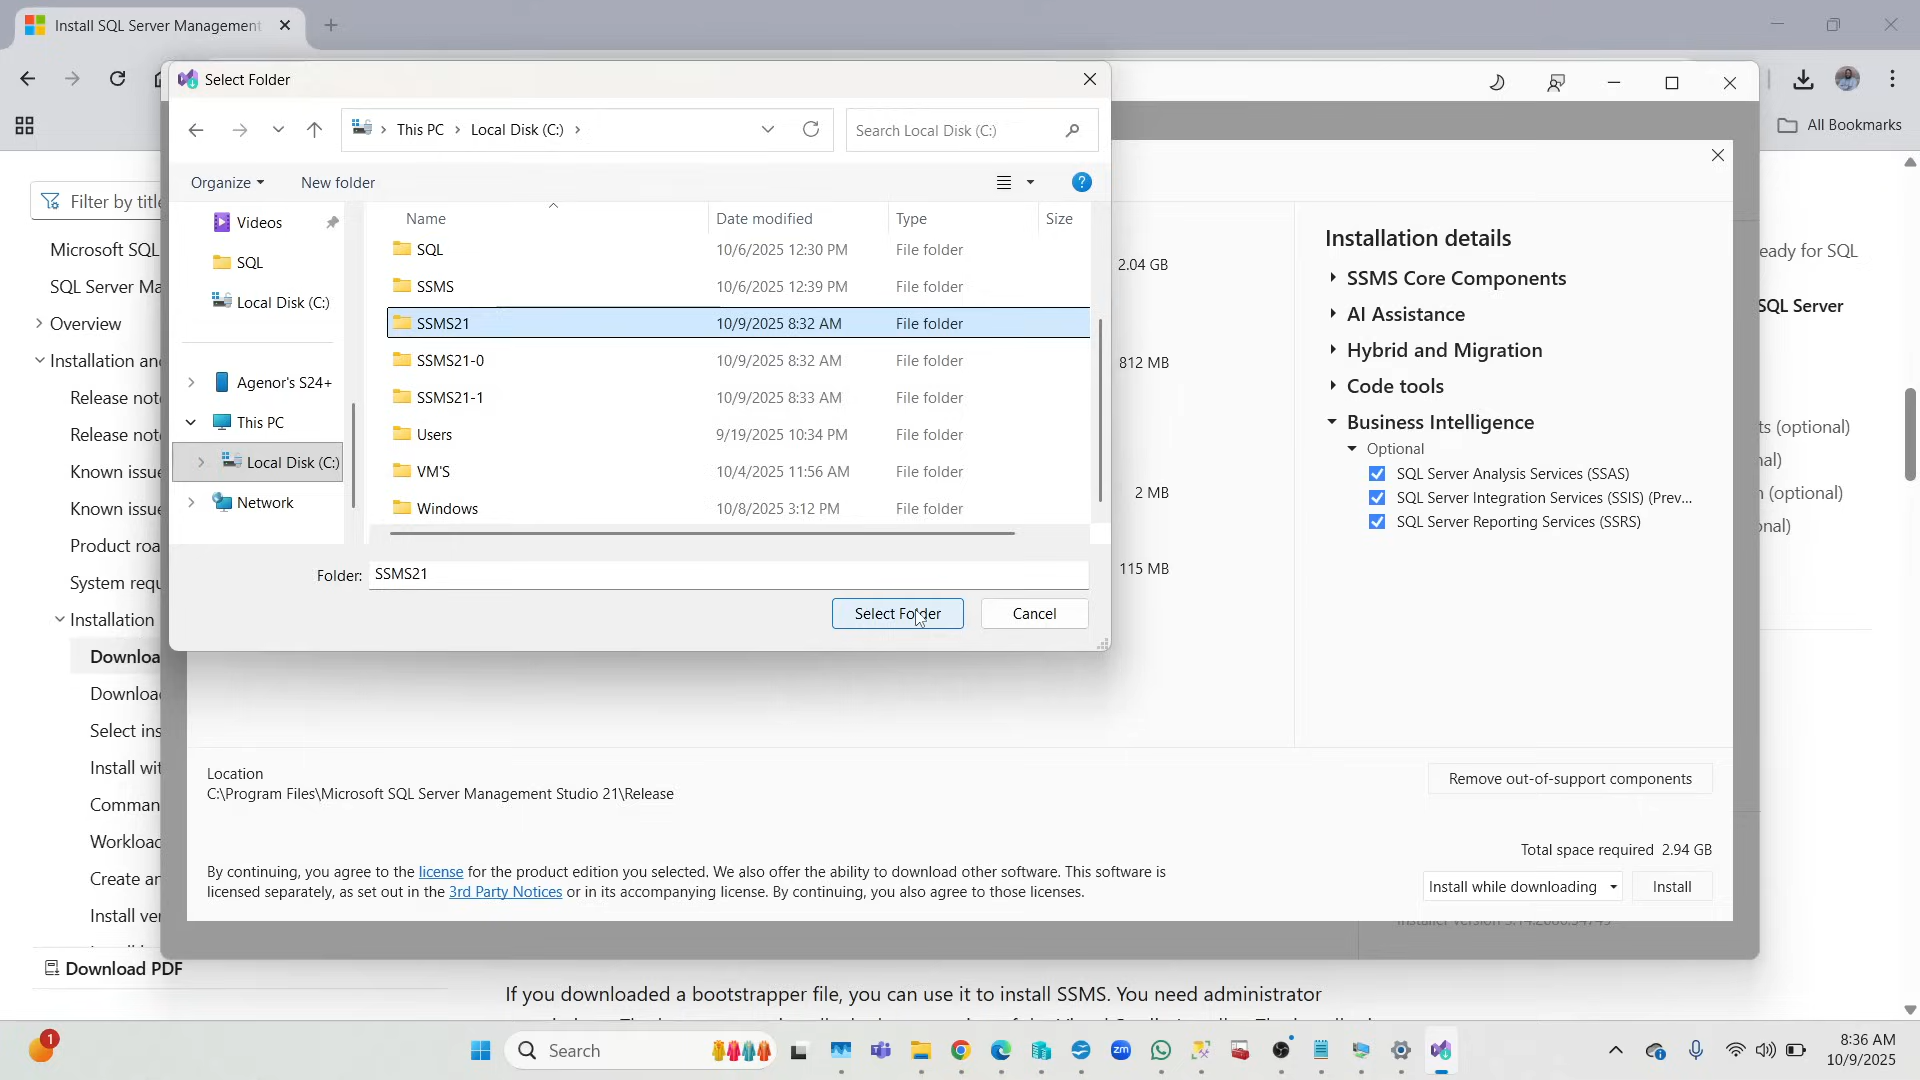 Install SQL Server Management
All Bookmarks
Select Folder
This PC
Local Disk (C:)
Search Local Disk (C:)
Organize
New folder
Filter by title
Name
Date modified
Type
Size
Videos
SQL
Local Disk (C:)
Agenor's S24+
This PC
Local Disk (C:)
Network
SQL 10/6/2025 12:30 PM File folder
SSMS 10/6/2025 12:39 PM File folder
SSMS21 10/9/2025 8:32 AM File folder
SSMS21-0 10/9/2025 8:32 AM File folder
SSMS21-1 10/9/2025 8:33 AM File folder
Users 9/19/2025 10:34 PM File folder
VM'S 10/4/2025 11:56 AM File folder
Windows 10/8/2025 3:12 PM File folder
Folder: SSMS21
Select Folder
Cancel
2.04 GB
812 MB
2 MB
115 MB
Installation details
SSMS Core Components
AI Assistance
Hybrid and Migration
Code tools
Business Intelligence
Optional
SQL Server Analysis Services (SSAS)
SQL Server Integration Services (SSIS) (Prev...
SQL Server Reporting Services (SSRS)
eady for SQL
SQL Server
ts (optional)
nal)
n (optional)
onal)
Microsoft SQL
SQL Server Ma
Overview
Installation an
Release not
Release not
Known issue
Known issue
Product roa
System requ
Installation
Downloa
Downloac
Select ins
Install wit
Comman
Workloac
Create an
Install ver
Download PDF
Location
C:\Program Files\Microsoft SQL Server Management Studio 21\Release
Remove out-of-support components
Total space required 2.94 GB
By continuing, you agree to the license for the product edition you selected. We also offer the ability to download other software. This software is
licensed separately, as set out in the 3rd Party Notices or in its accompanying license. By continuing, you also agree to those licenses.
Install while downloading
Install
If you downloaded a bootstrapper file, you can use it to install SSMS. You need administrator
1
Search
8:36 AM
10/9/2025